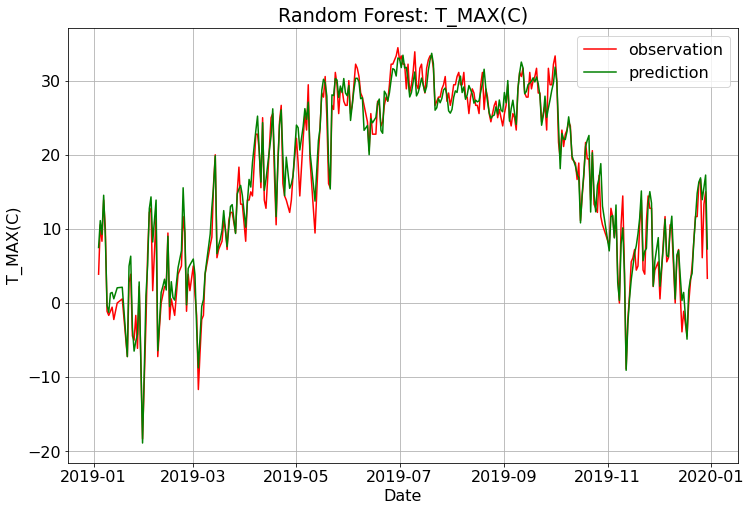 Random Forest: T_MAX(C)
observation
prediction
T_MAX(C)
30
20
10
0
−10
−20
2019-01 2019-03 2019-05 2019-07 2019-09 2019-11 2020-01
Date